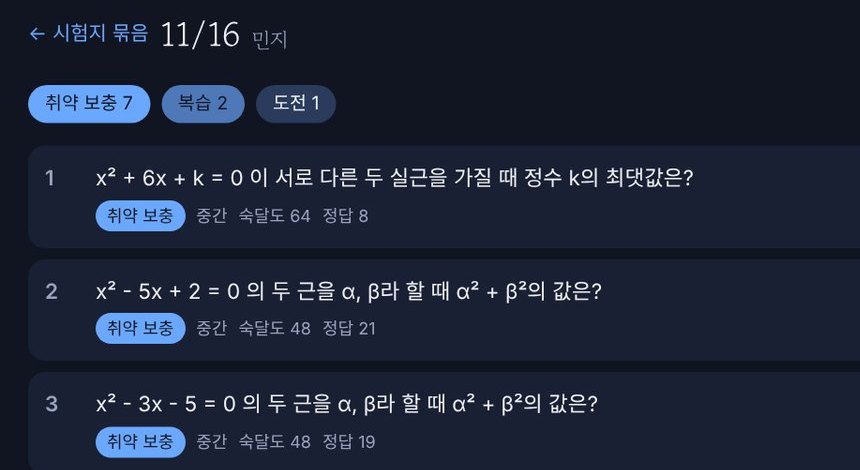 ← 시험지 묶음 11/16 민지
취약 보충 7 복습 2 도전 1
1 x² + 6x + k = 0 이 서로 다른 두 실근을 가질 때 정수 k의 최댓값은?
취약 보충 중간 숙달도 64 정답 8
2 x² - 5x + 2 = 0 의 두 근을 α, β라 할 때 α² + β²의 값은?
취약 보충 중간 숙달도 48 정답 21
3 x² - 3x - 5 = 0 의 두 근을 α, β라 할 때 α² + β²의 값은?
취약 보충 중간 숙달도 48 정답 19